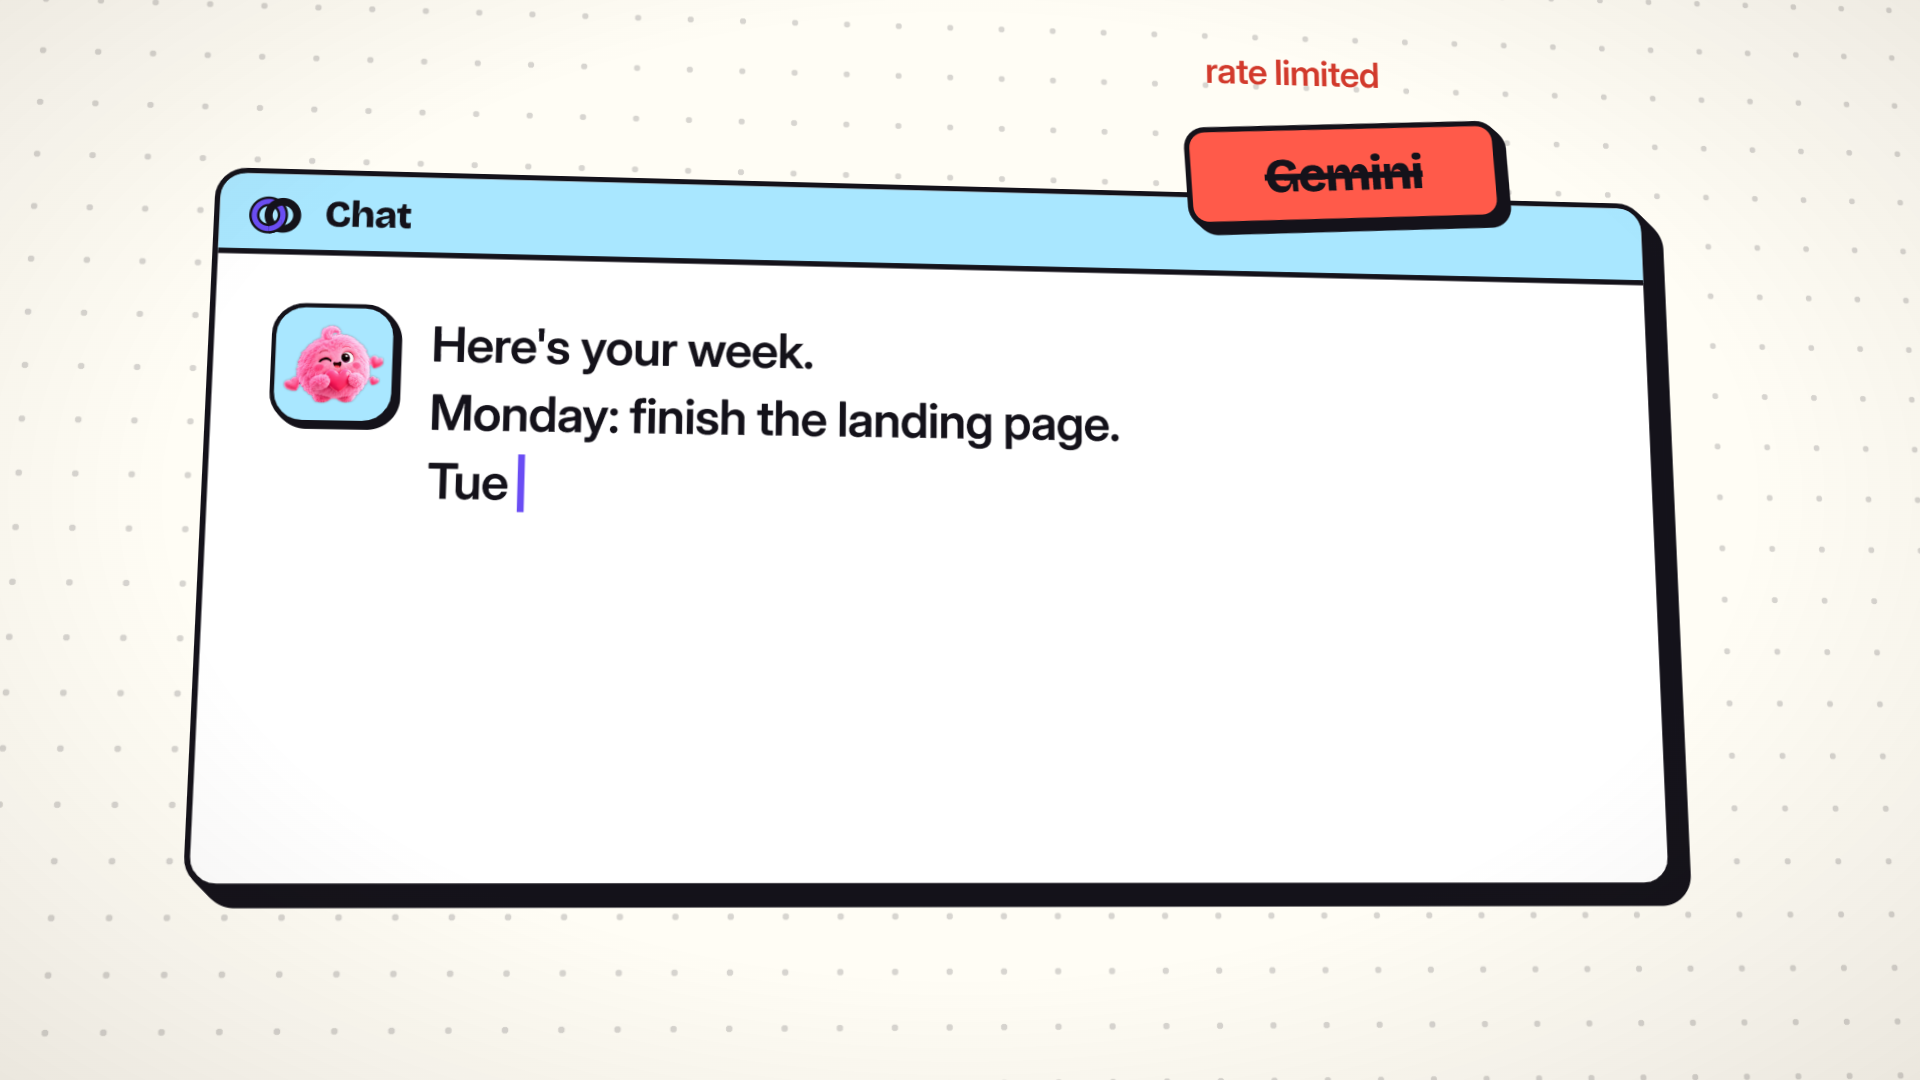 rate limited
Gemini
Chat
Here's your week.
Monday: finish the landing page.
Tue